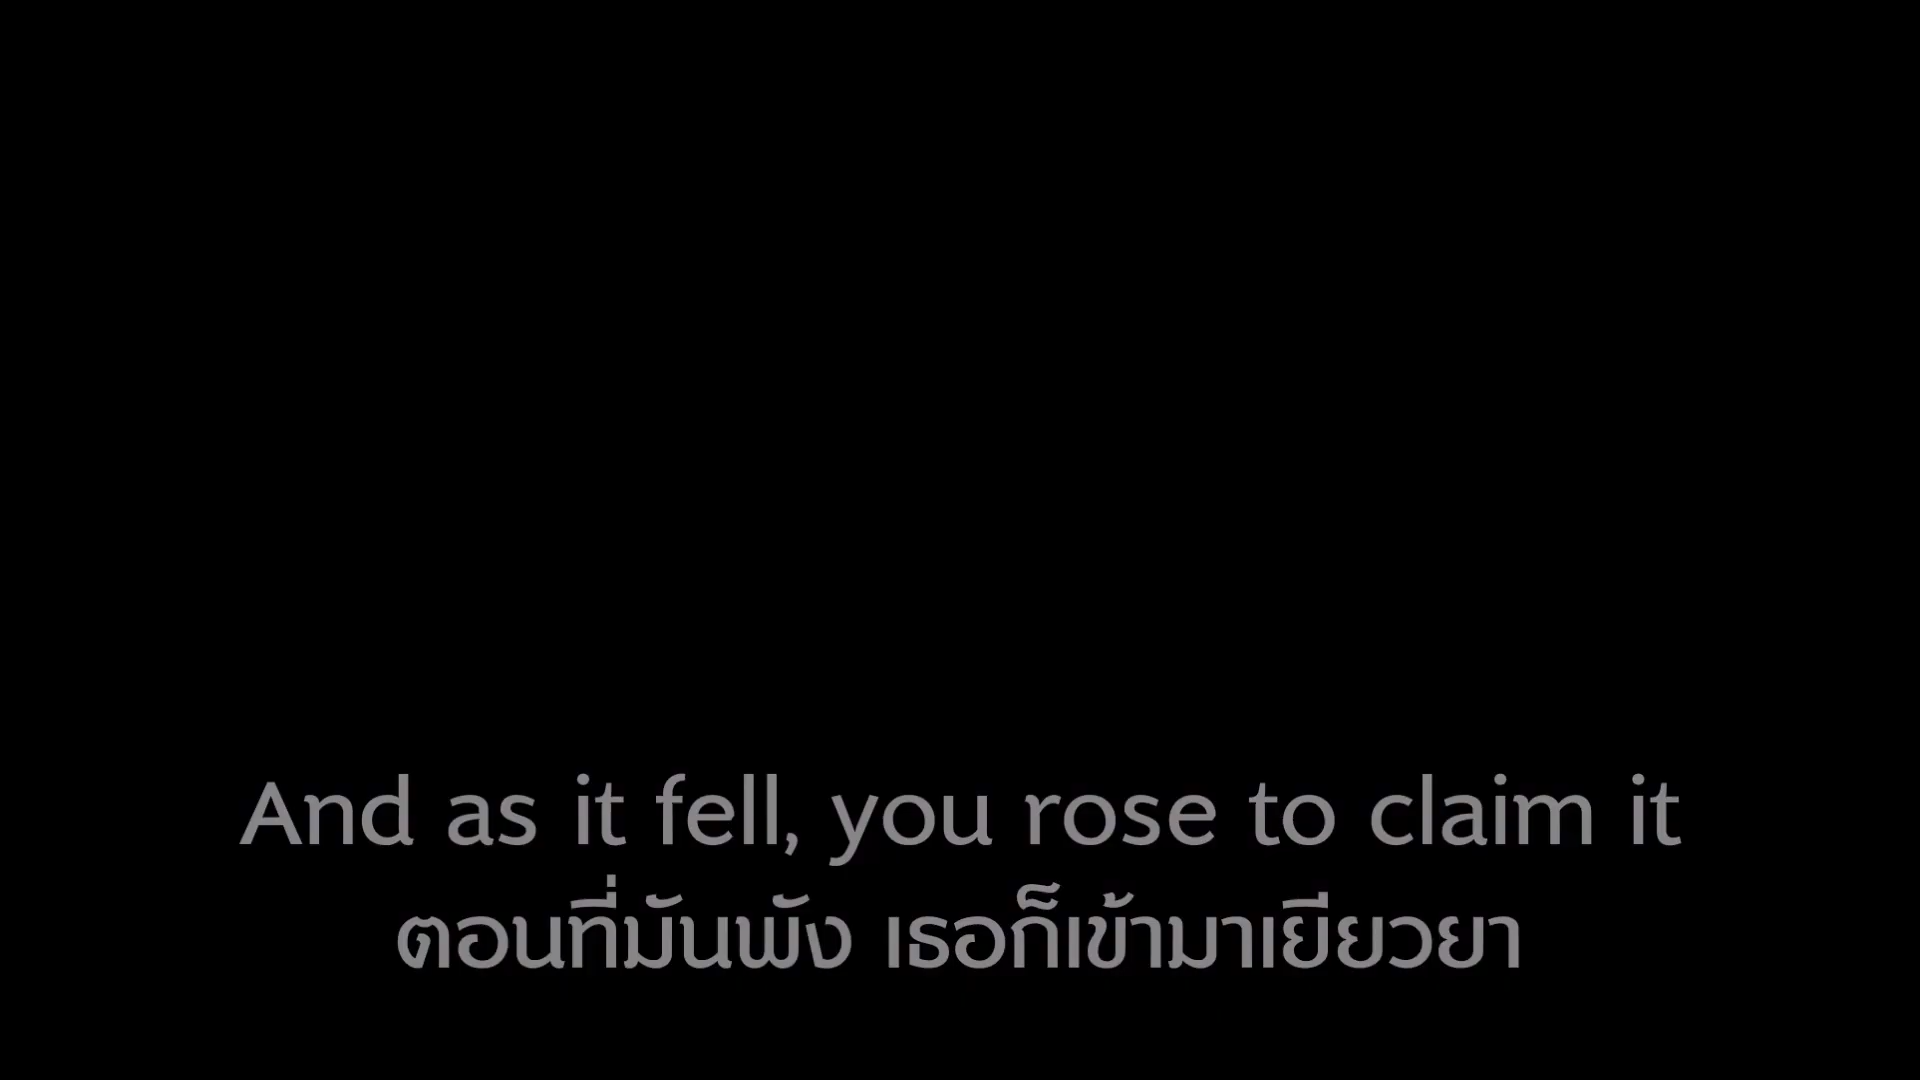 And as it fell, you rose to claim it
ตอนที่มันพัง เธอก็เข้ามาเยียวยา